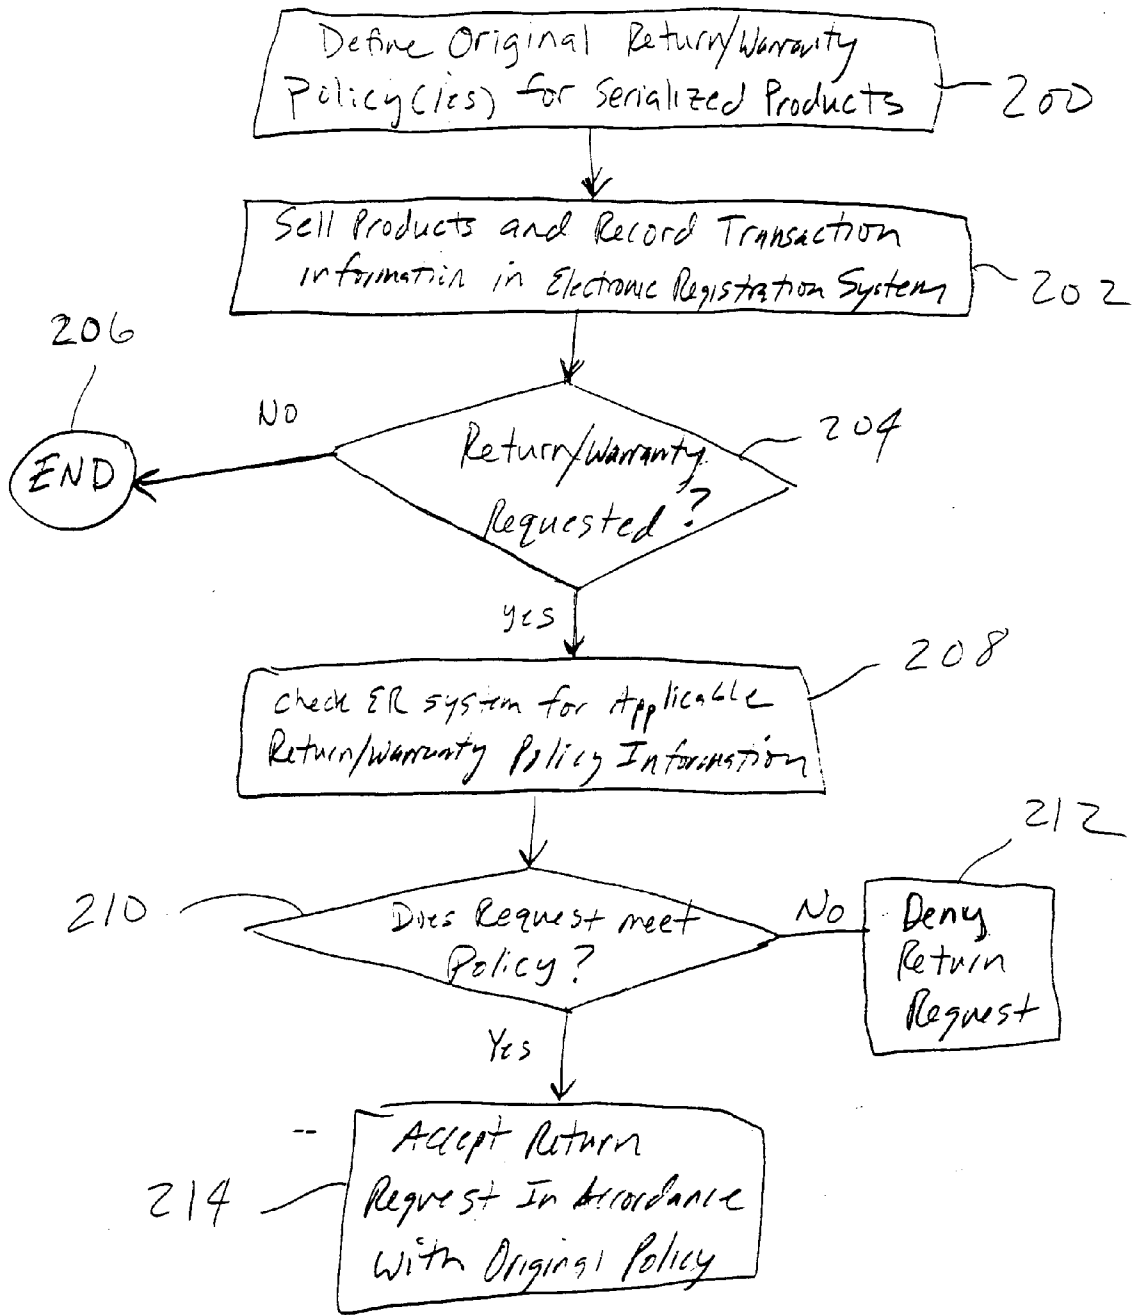 Define Original Return/Warranty
Policy(ies) for Serialized Products
200
Sell Products and Record Transaction
information in Electronic Registration System
202
206
No
END
Return/Warranty
Requested?
204
yes
208
check ER system for Applicable
Return/Warranty Policy Information
212
210
Does Request meet
Policy?
No
Deny
Return
Request
Yes
Accept Return
Request In Accordance
with Original Policy
214